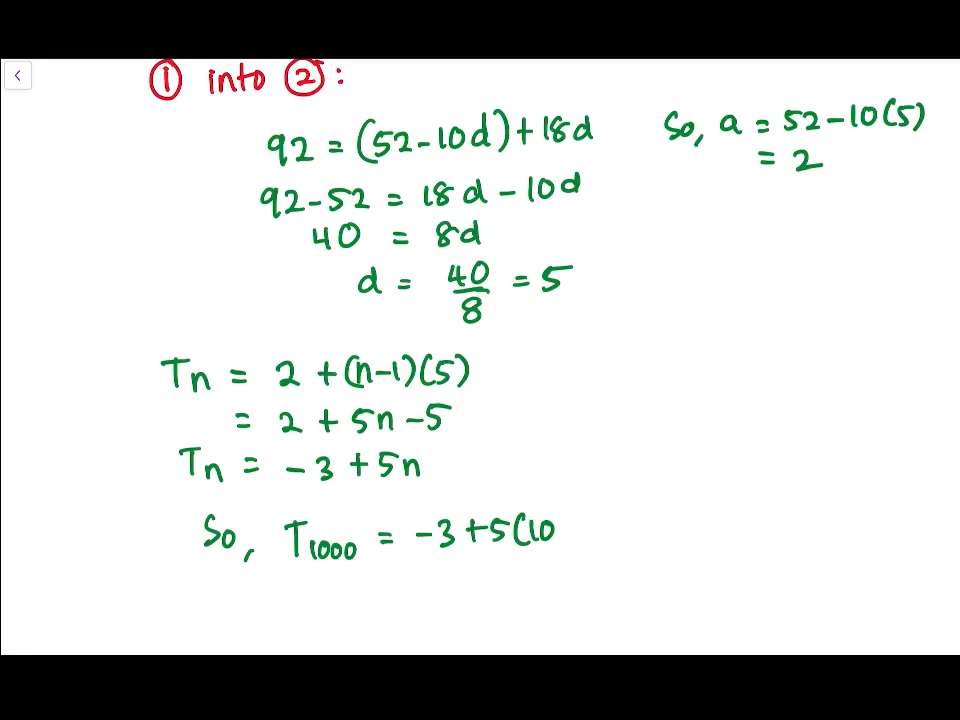 ① into ②:
92 = (52-10d)+18d
92-52 = 18d-10d
40 = 8d
d = 40/8 = 5
So, a = 52-10(5)
= 2
Tn = 2 +(n-1)(5)
= 2 + 5n -5
Tn = -3 +5n
So, T1000 = -3 +5(10